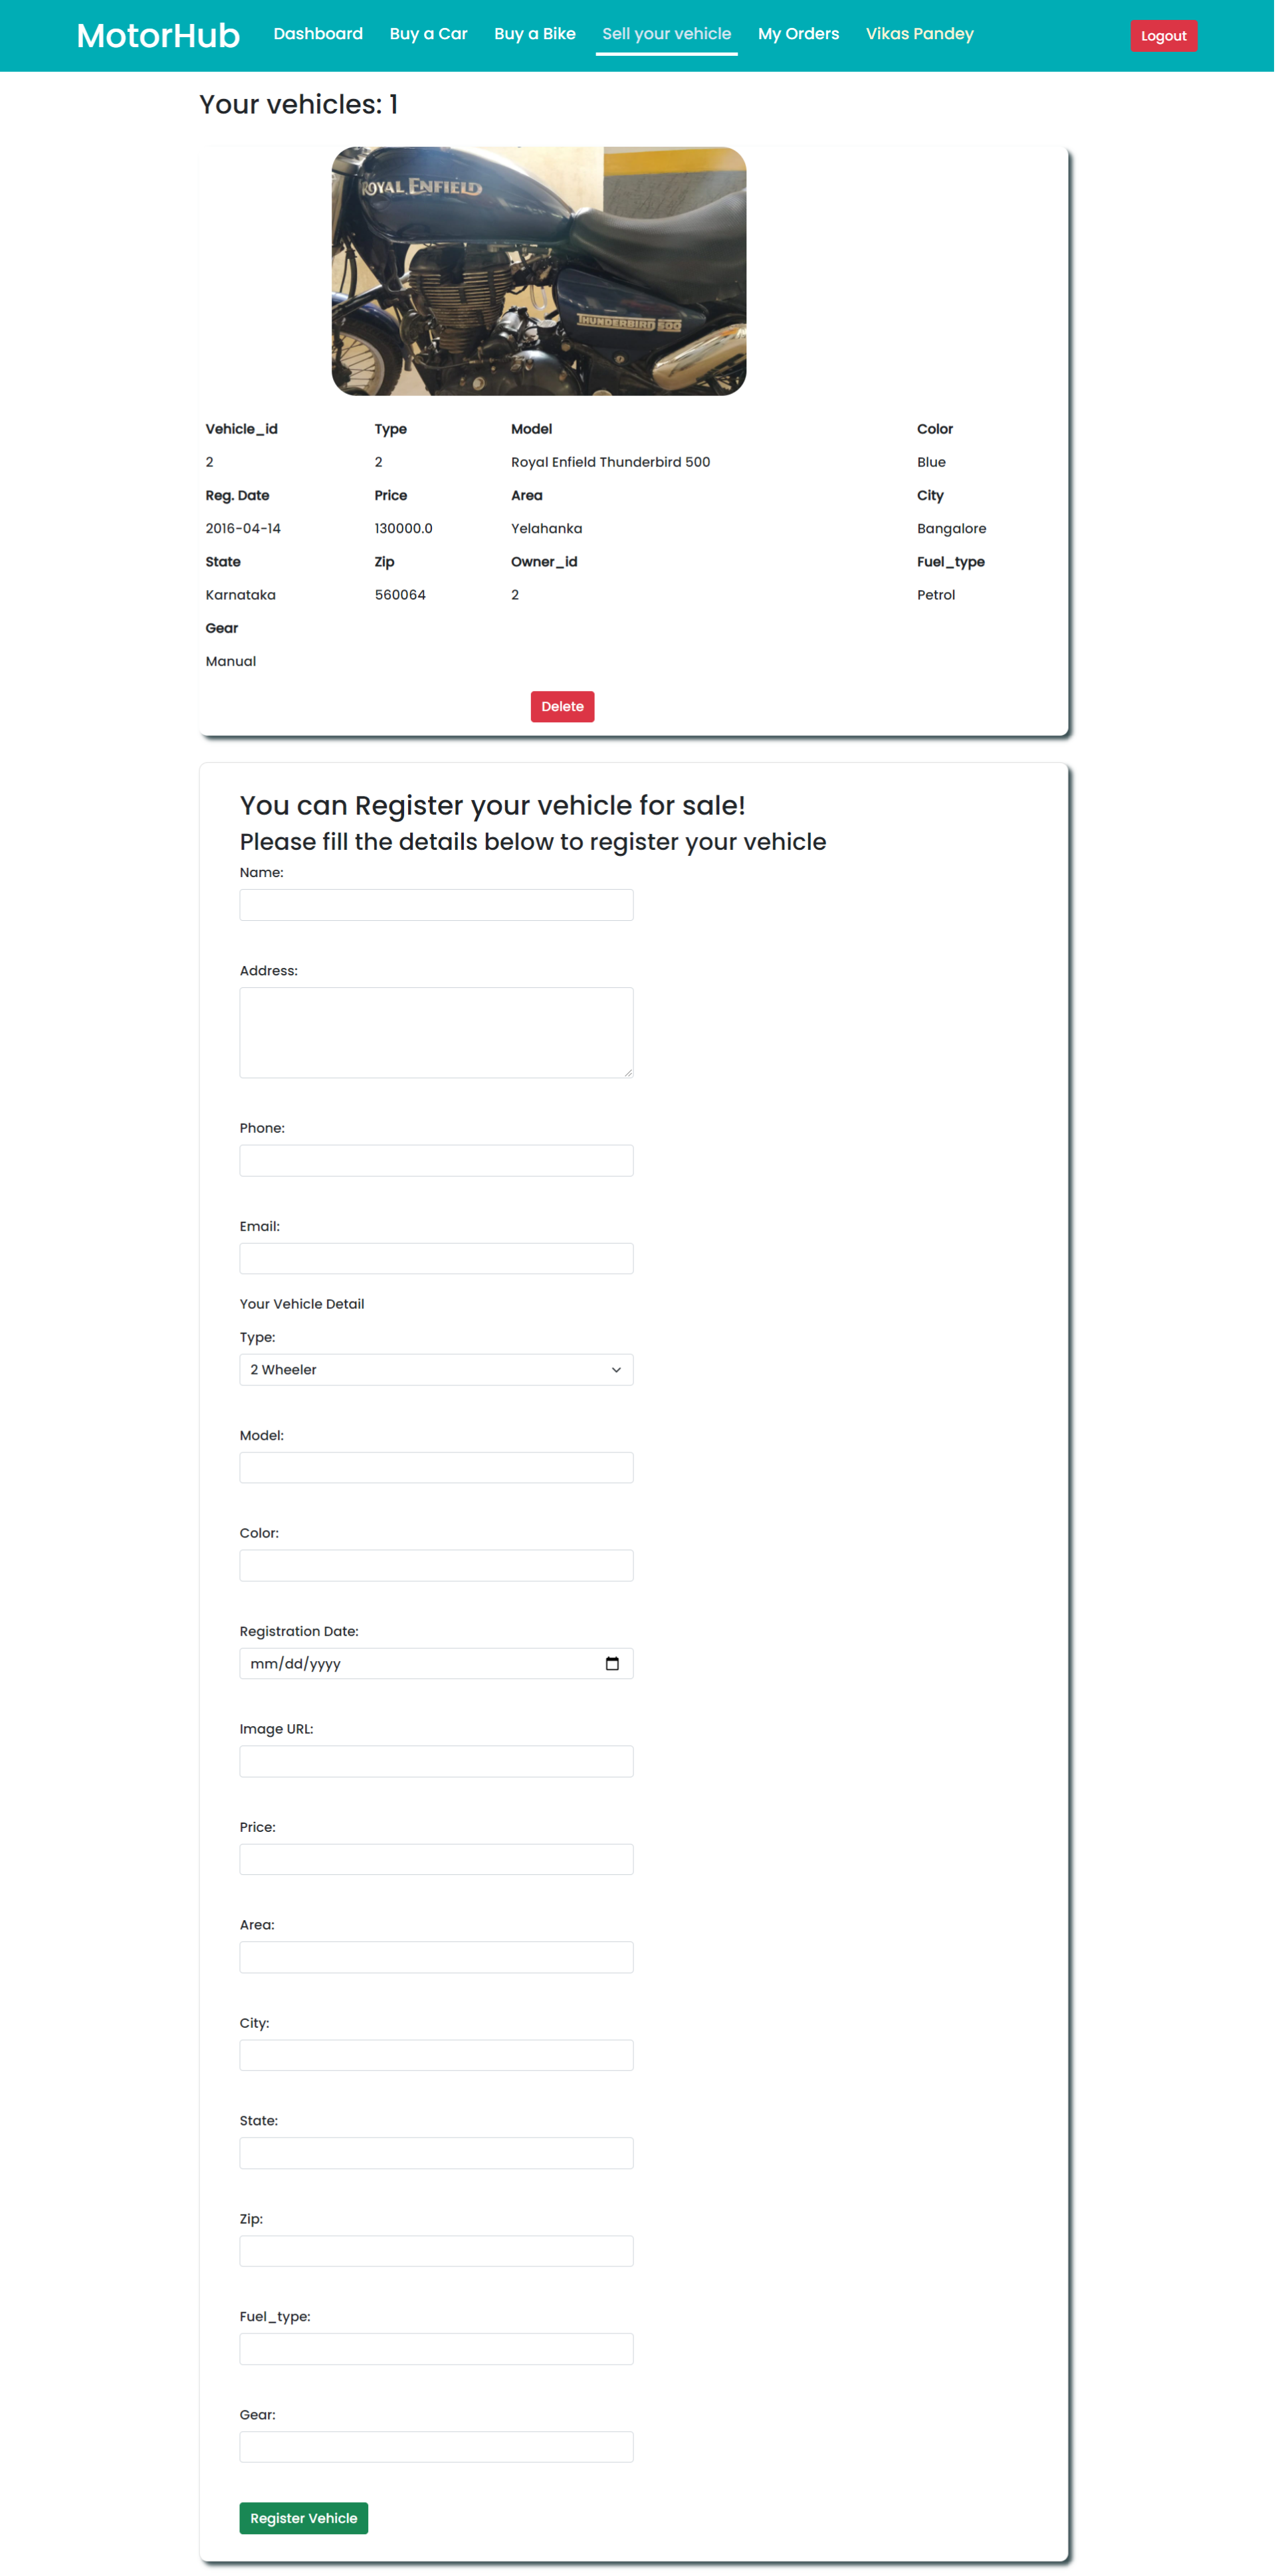 MotorHub Dashboard Buy a Car Buy a Bike Sell your vehicle My Orders Vikas Pandey Logout
Your vehicles: 1
ROYAL ENFIELD
THUNDERBIRD 500
Vehicle_id Type Model Color
2 2 Royal Enfield Thunderbird 500 Blue
Reg. Date Price Area City
2016-04-14 130000.0 Yelahanka Bangalore
State Zip Owner_id Fuel_type
Karnataka 560064 2 Petrol
Gear
Manual
Delete
You can Register your vehicle for sale!
Please fill the details below to register your vehicle
Name:
Address:
Phone:
Email:
Your Vehicle Detail
Type:
2 Wheeler
Model:
Color:
Registration Date:
mm/dd/yyyy
Image URL:
Price:
Area:
City:
State:
Zip:
Fuel_type:
Gear:
Register Vehicle